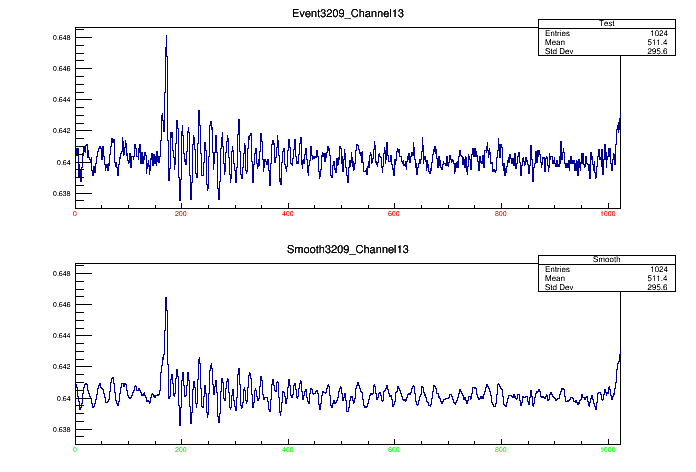 Event3209_Channel13
Test
Entries 1024
Mean 511.4
Std Dev 295.6
0.648
0.646
0.644
0.642
0.64
0.638
0 200 400 600 800 1000
Smooth3209_Channel13
Smooth
Entries 1024
Mean 511.4
Std Dev 295.6
0.648
0.646
0.644
0.642
0.64
0.638
0 200 400 600 800 1000